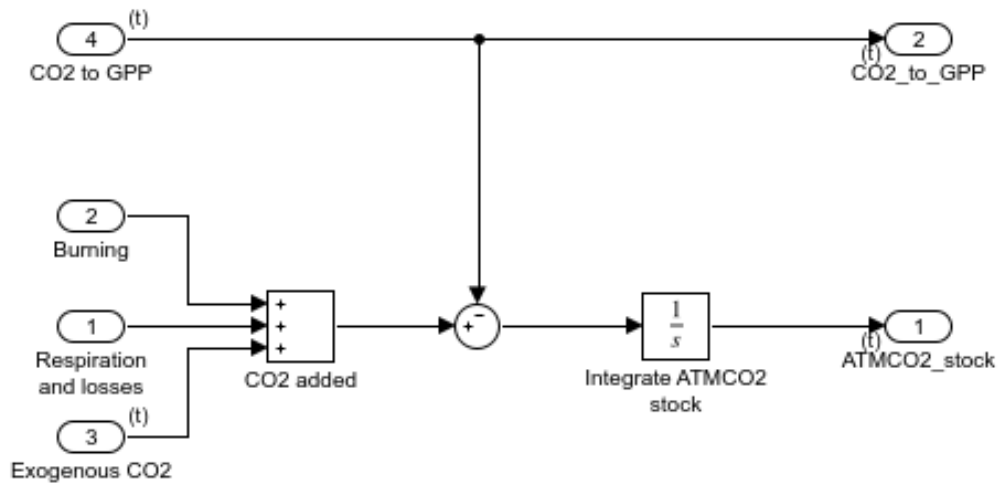 (t)
4
2
CO2 to GPP
(t)
CO2_to_GPP
2
Burning
+
+
+
1
Respiration
and losses
CO2 added
+
−
1
s
Integrate ATMCO2
stock
1
(t)
ATMCO2_stock
(t)
3
Exogenous CO2